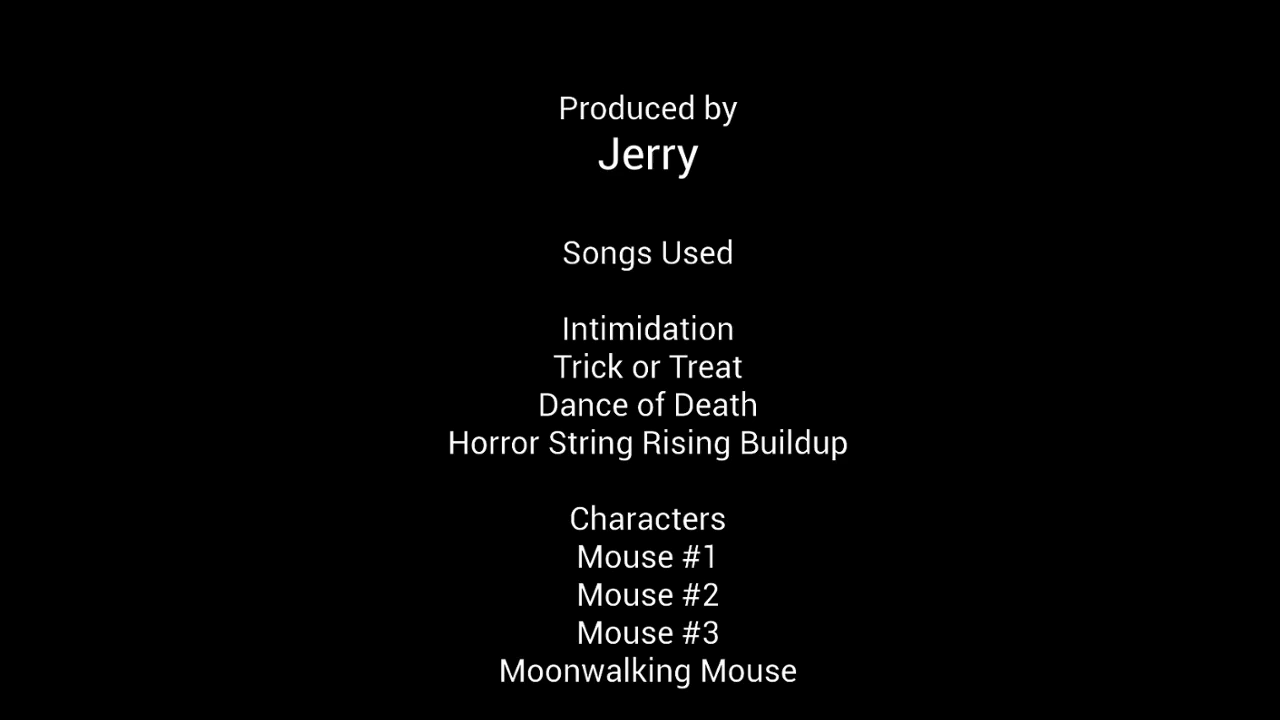 Produced by
Jerry
Songs Used
Intimidation
Trick or Treat
Dance of Death
Horror String Rising Buildup
Characters
Mouse #1
Mouse #2
Mouse #3
Moonwalking Mouse